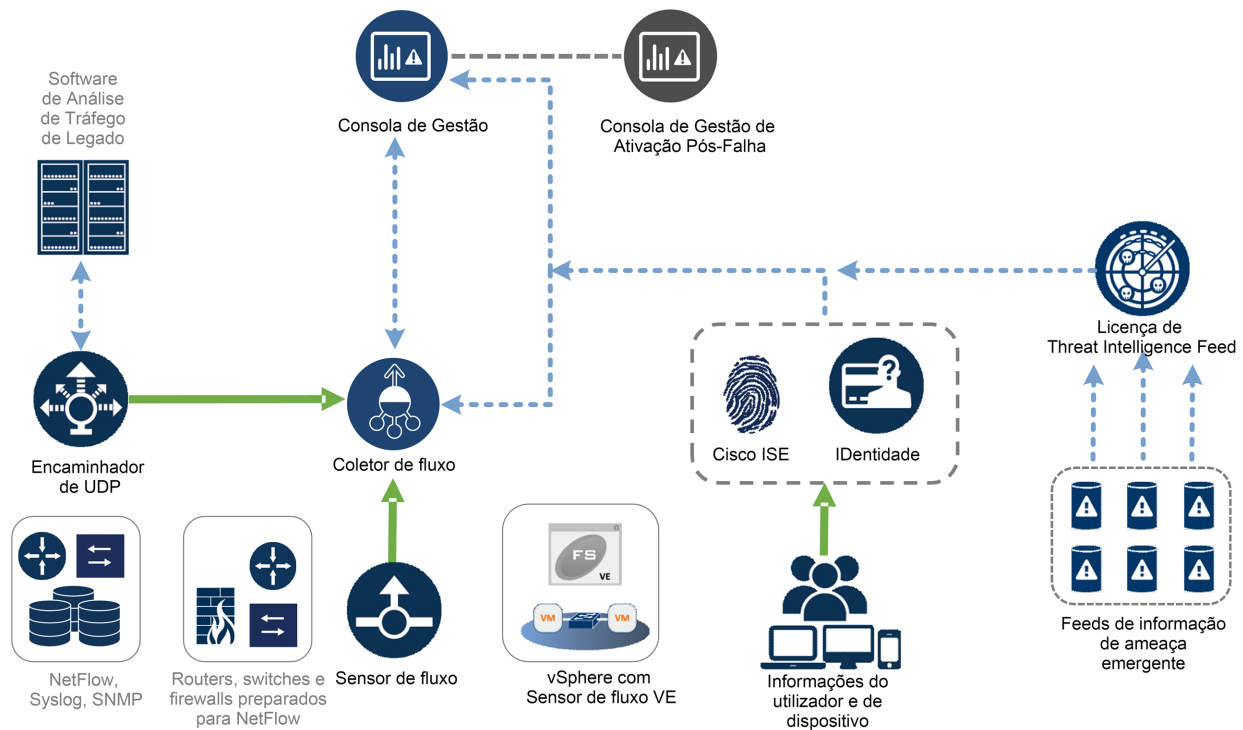 Software
de Análise
de Tráfego
de Legado
Consola de Gestão
Consola de Gestão de
Ativação Pós-Falha
Licença de
Threat Intelligence Feed
Encaminhador
de UDP
Coletor de fluxo
Cisco ISE
IDentidade
FS
VE
VM
VM
NetFlow,
Syslog, SNMP
Routers, switches e
firewalls preparados
para NetFlow
Sensor de fluxo
vSphere com
Sensor de fluxo VE
Informações do
utilizador e de
dispositivo
Feeds de informação
de ameaça
emergente